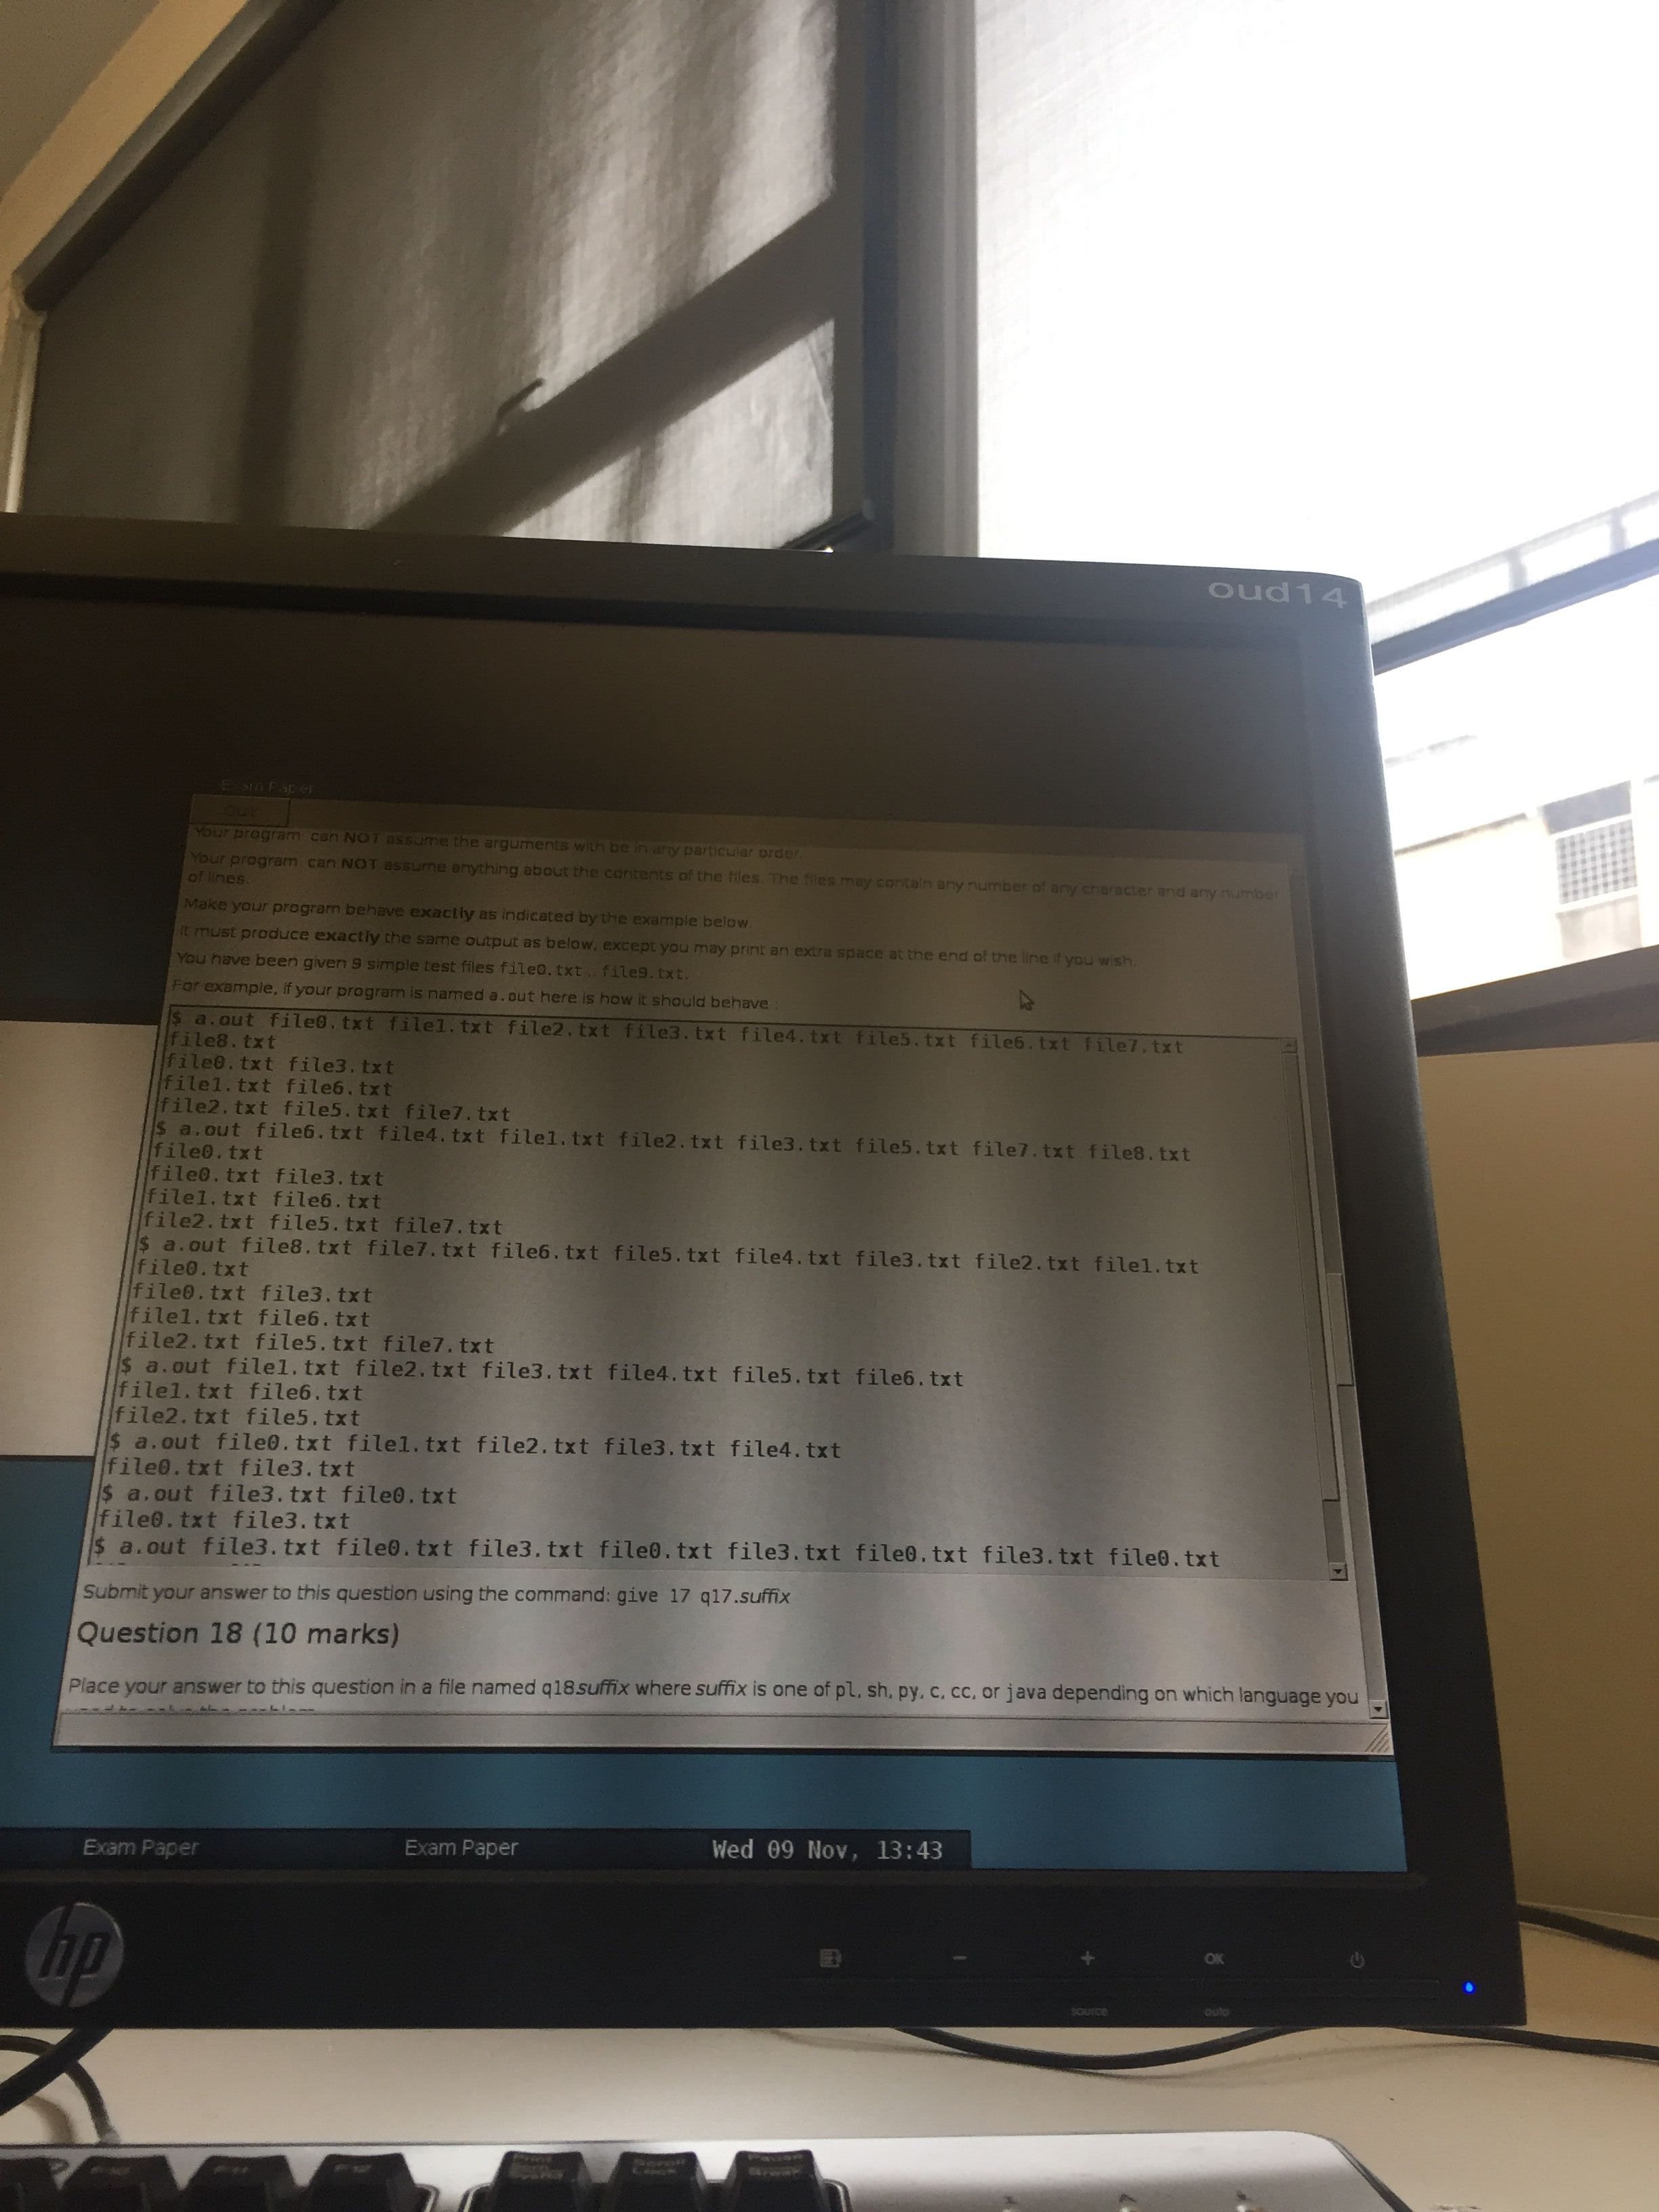 oud14
Exam Paper
Quit
Your program can NOT assume the arguments with be in any particular order.
Your program can NOT assume anything about the contents of the files. The files may contain any number of any character and any number
of lines.
Make your program behave exactly as indicated by the example below.
It must produce exactly the same output as below, except you may print an extra space at the end of the line if you wish.
You have been given 9 simple test files file0.txt .. file9.txt.
For example, if your program is named a.out here is how it should behave :
$ a.out file0.txt file1.txt file2.txt file3.txt file4.txt file5.txt file6.txt file7.txt
file8.txt
file0.txt file3.txt
file1.txt file6.txt
file2.txt file5.txt file7.txt
$ a.out file6.txt file4.txt file1.txt file2.txt file3.txt file5.txt file7.txt file8.txt
file0.txt
file0.txt file3.txt
file1.txt file6.txt
file2.txt file5.txt file7.txt
$ a.out file8.txt file7.txt file6.txt file5.txt file4.txt file3.txt file2.txt file1.txt
file0.txt
file0.txt file3.txt
file1.txt file6.txt
file2.txt file5.txt file7.txt
$ a.out file1.txt file2.txt file3.txt file4.txt file5.txt file6.txt
file1.txt file6.txt
file2.txt file5.txt
$ a.out file0.txt file1.txt file2.txt file3.txt file4.txt
file0.txt file3.txt
$ a.out file3.txt file0.txt
file0.txt file3.txt
$ a.out file3.txt file0.txt file3.txt file0.txt file3.txt file0.txt file3.txt file0.txt
Submit your answer to this question using the command: give 17 q17.suffix
Question 18 (10 marks)
Place your answer to this question in a file named q18.suffix where suffix is one of pl, sh, py, c, cc, or java depending on which language you
Exam Paper Exam Paper Wed 09 Nov, 13:43
hp
- + OK
source auto
F10 F11 F12 Print Scrn SysRq Scroll Lock Pause Break